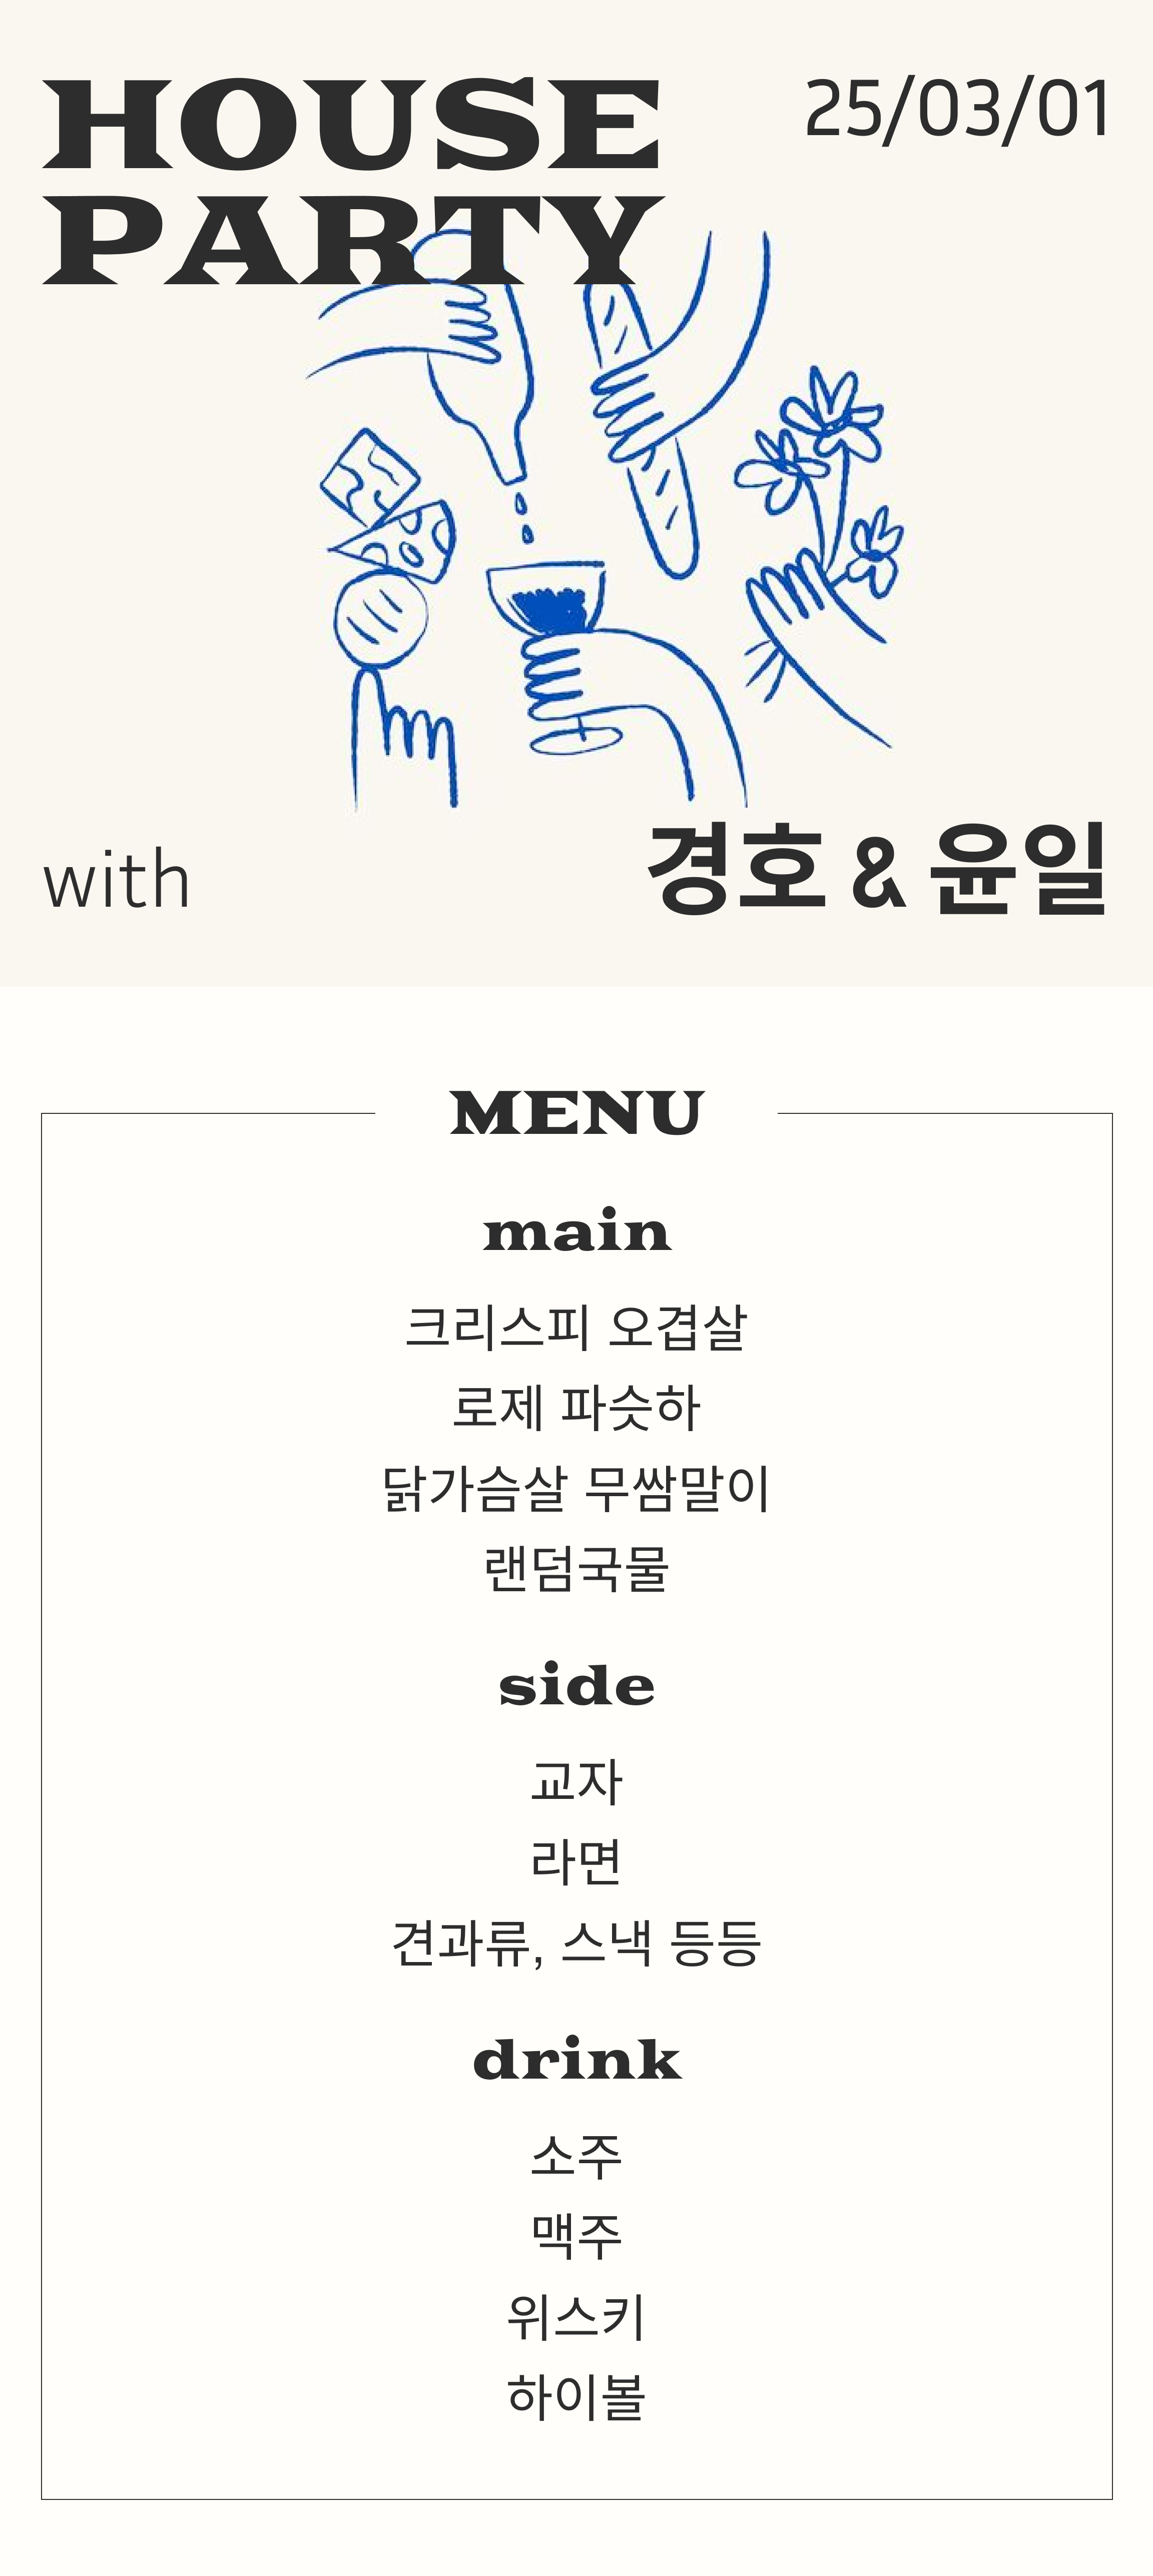 HOUSE
PARTY
25/03/01
with
경호 & 윤일
MENU
main
크리스피 오겹살
로제 파슷하
닭가슴살 무쌈말이
랜덤국물
side
교자
라면
견과류, 스낵 등등
drink
소주
맥주
위스키
하이볼